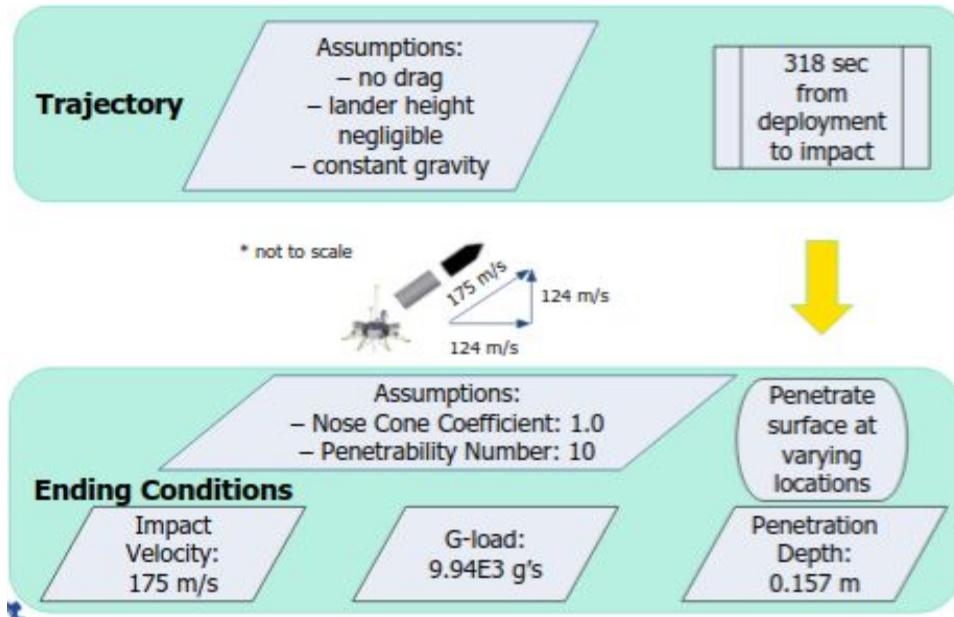 Trajectory
Assumptions:
– no drag
– lander height
negligible
– constant gravity
318 sec
from
deployment
to impact
* not to scale
175 m/s
124 m/s
124 m/s
Assumptions:
– Nose Cone Coefficient: 1.0
– Penetrability Number: 10
Penetrate
surface at
varying
locations
Ending Conditions
Impact
Velocity:
175 m/s
G-load:
9.94E3 g's
Penetration
Depth:
0.157 m